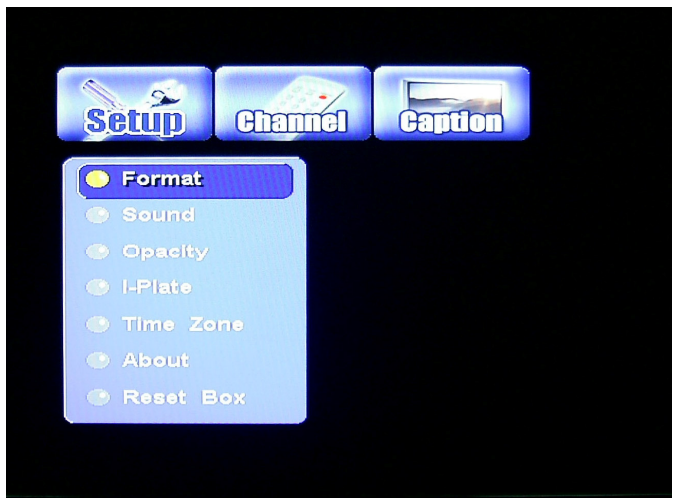 Setup Channel Caption
Format
Sound
Opacity
I-Plate
Time Zone
About
Reset Box